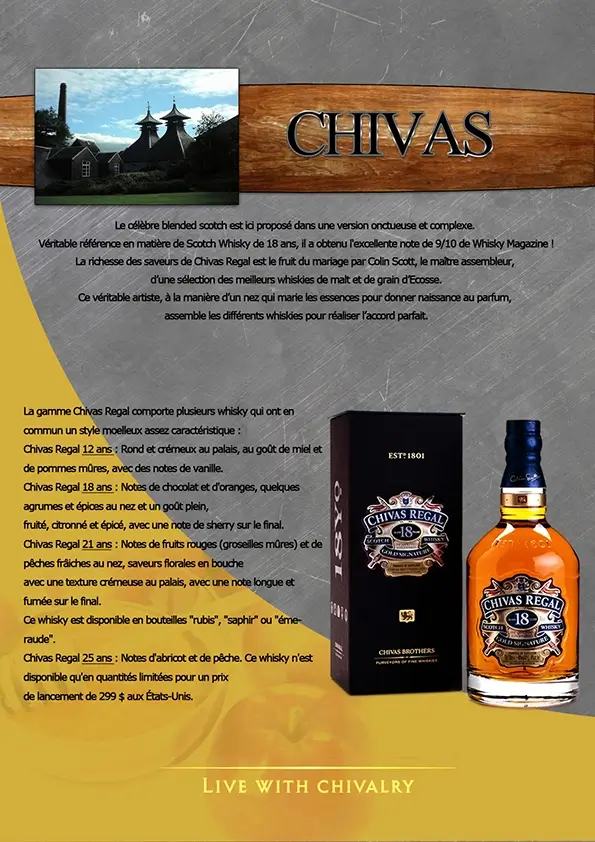 CHIVAS
Le célèbre blended scotch est ici proposé dans une version onctueuse et complexe.
Véritable référence en matière de Scotch Whisky de 18 ans, il a obtenu l'excellente note de 9/10 de Whisky Magazine !
La richesse des saveurs de Chivas Regal est le fruit du mariage par Colin Scott, le maître assembleur,
d'une sélection des meilleurs whiskies de malt et de grain d'Ecosse.
Ce véritable artiste, à la manière d'un nez qui marie les essences pour donner naissance au parfum,
assemble les différents whiskies pour réaliser l'accord parfait.
La gamme Chivas Regal comporte plusieurs whisky qui ont en
commun un style moelleux assez caractéristique :
Chivas Regal 12 ans : Rond et crémeux au palais, au goût de miel et
de pommes mûres, avec des notes de vanille.
Chivas Regal 18 ans : Notes de chocolat et d'oranges, quelques
agrumes et épices au nez et un goût plein,
fruité, citronné et épicé, avec une note de sherry sur le final.
Chivas Regal 21 ans : Notes de fruits rouges (groseilles mûres) et de
pêches frâiches au nez, saveurs florales en bouche
avec une texture crémeuse au palais, avec une note longue et
fumée sur le final.
Ce whisky est disponible en bouteilles "rubis", "saphir" ou "éme-
raude".
Chivas Regal 25 ans : Notes d'abricot et de pêche. Ce whisky n'est
disponible qu'en quantités limitées pour un prix
de lancement de 299 $ aux États-Unis.
ESTD 1801
1801
CHIVAS REGAL
SCOTCH 18 WHISKY
GOLD SIGNATURE
CHIVAS BROTHERS
PURVEYORS OF FINE WHISKIES
18
CHIVAS REGAL
SCOTCH 18 WHISKY
GOLD SIGNATURE
LIVE WITH CHIVALRY